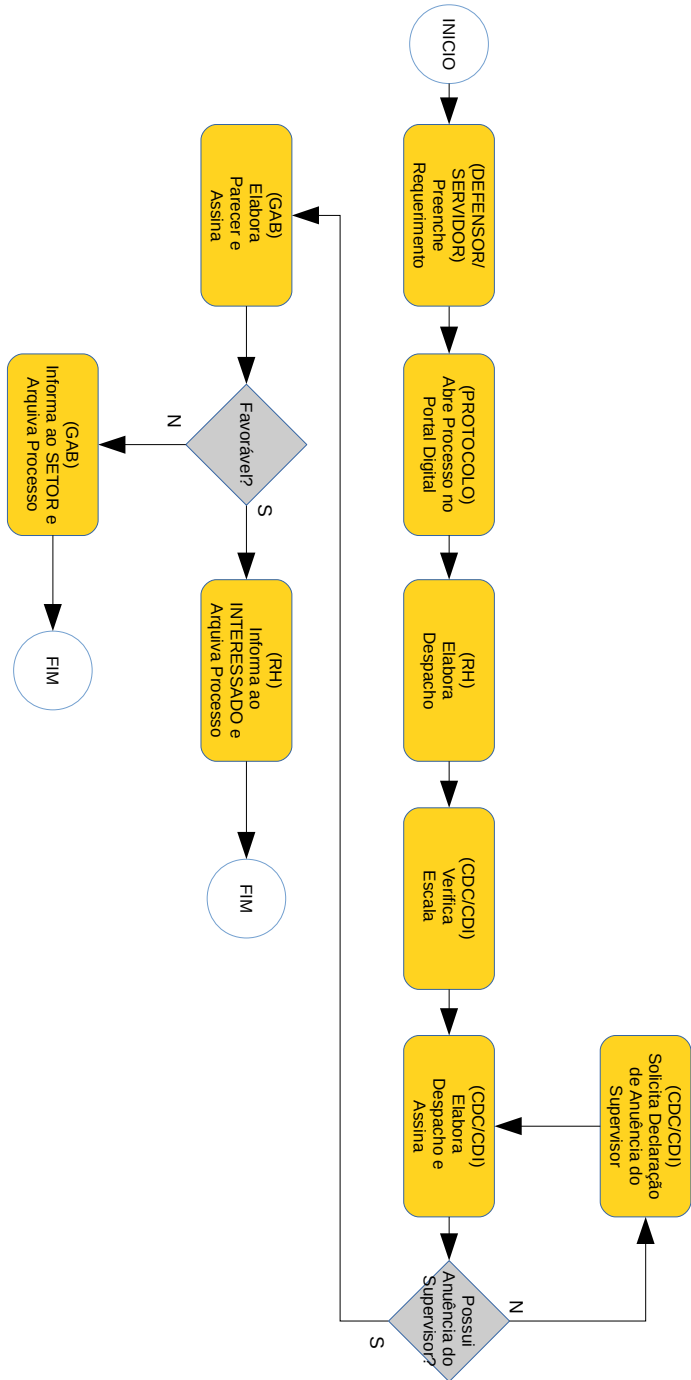 INICIO
(DEFENSOR/
SERVIDOR)
Preenche
Requerimento
(PROTOCOLO)
Abre Processo no
Portal Digital
(RH)
Elabora
Despacho
(CDC/CDI)
Verifica
Escala
(CDC/CDI)
Elabora
Despacho e
Assina
(CDC/CDI)
Solicita Declaração
de Anuência do
Supervisor
Possui
Anuência do
Supervisor?
N
S
(GAB)
Elabora
Parecer e
Assina
Favorável?
S
N
(RH)
Informa ao
INTERESSADO e
Arquiva Processo
FIM
(GAB)
Informa ao SETOR e
Arquiva Processo
FIM